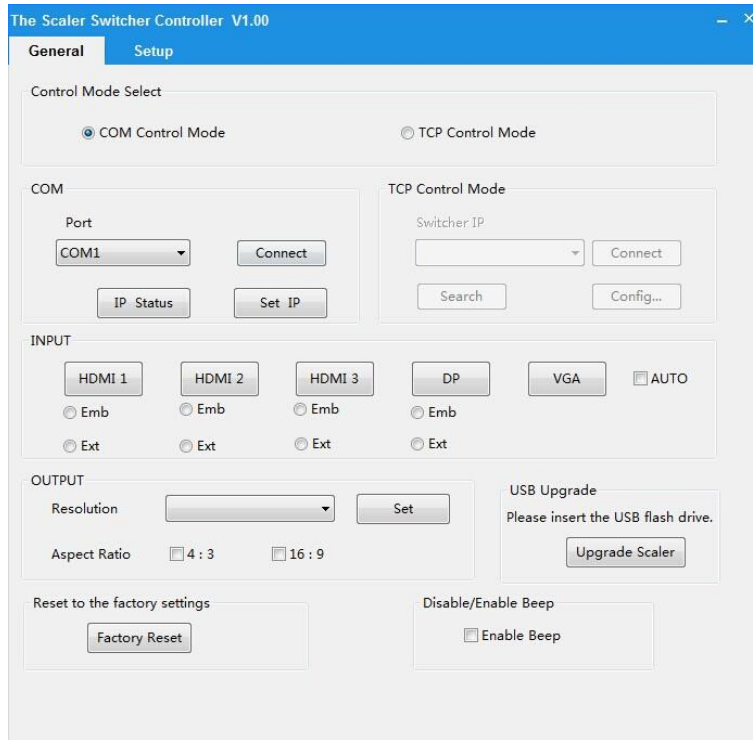 The Scaler Switcher Controller V1.00
General Setup
Control Mode Select
COM Control Mode TCP Control Mode
COM TCP Control Mode
Port Switcher IP
COM1 Connect Connect
IP Status Set IP Search Config...
INPUT
HDMI 1 HDMI 2 HDMI 3 DP VGA AUTO
Emb Emb Emb Emb
Ext Ext Ext Ext
OUTPUT
Resolution Set
Aspect Ratio 4 : 3 16 : 9
USB Upgrade
Please insert the USB flash drive.
Upgrade Scaler
Reset to the factory settings
Factory Reset
Disable/Enable Beep
Enable Beep